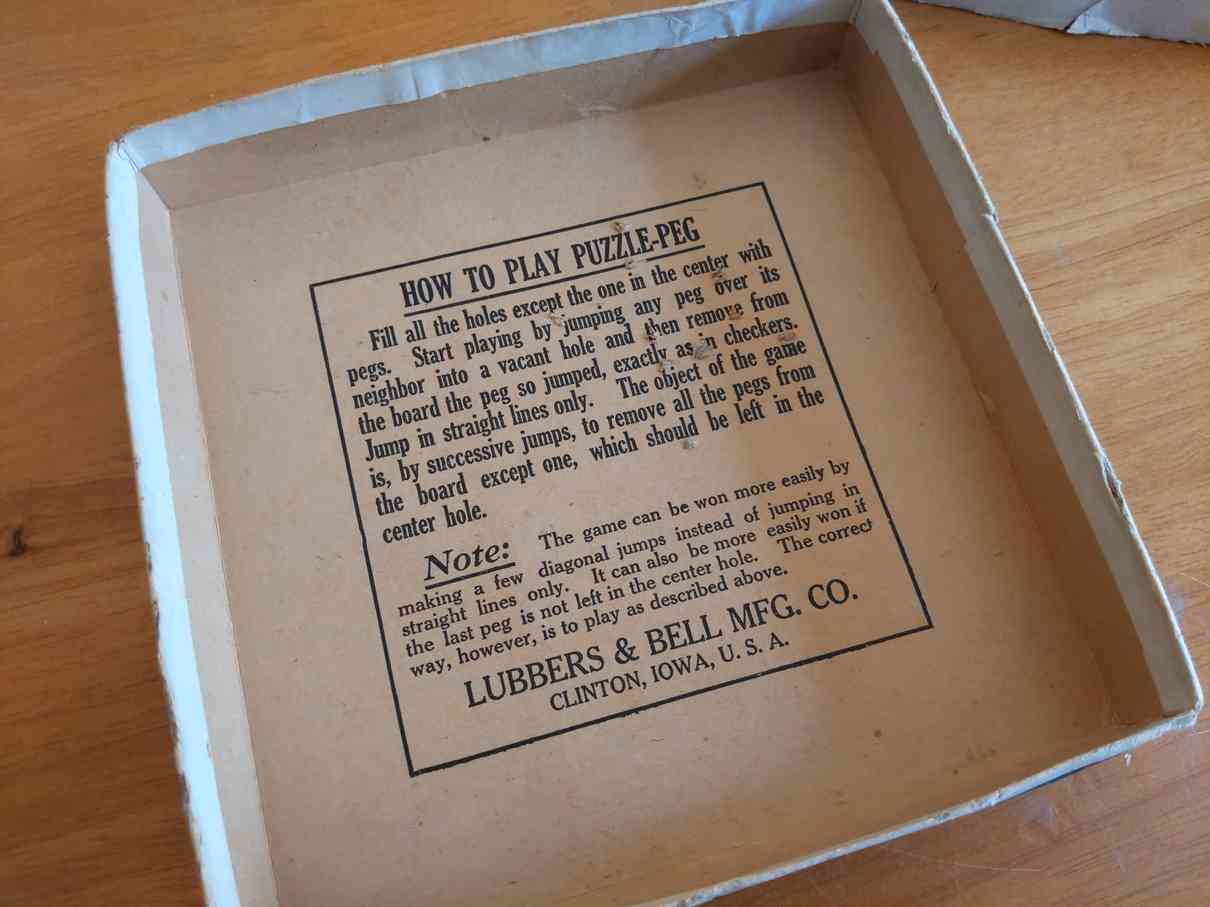 HOW TO PLAY PUZZLE-PEG
Fill all the holes except the one in the center with
pegs. Start playing by jumping any peg over its
neighbor into a vacant hole and then remove from
the board the peg so jumped, exactly as in checkers.
Jump in straight lines only. The object of the game
is, by successive jumps, to remove all the pegs from
the board except one, which should be left in the
center hole.
Note: The game can be won more easily by
making a few diagonal jumps instead of jumping in
straight lines only. It can also be more easily won if
the last peg is not left in the center hole. The correct
way, however, is to play as described above.
LUBBERS & BELL MFG. CO.
CLINTON, IOWA, U. S. A.